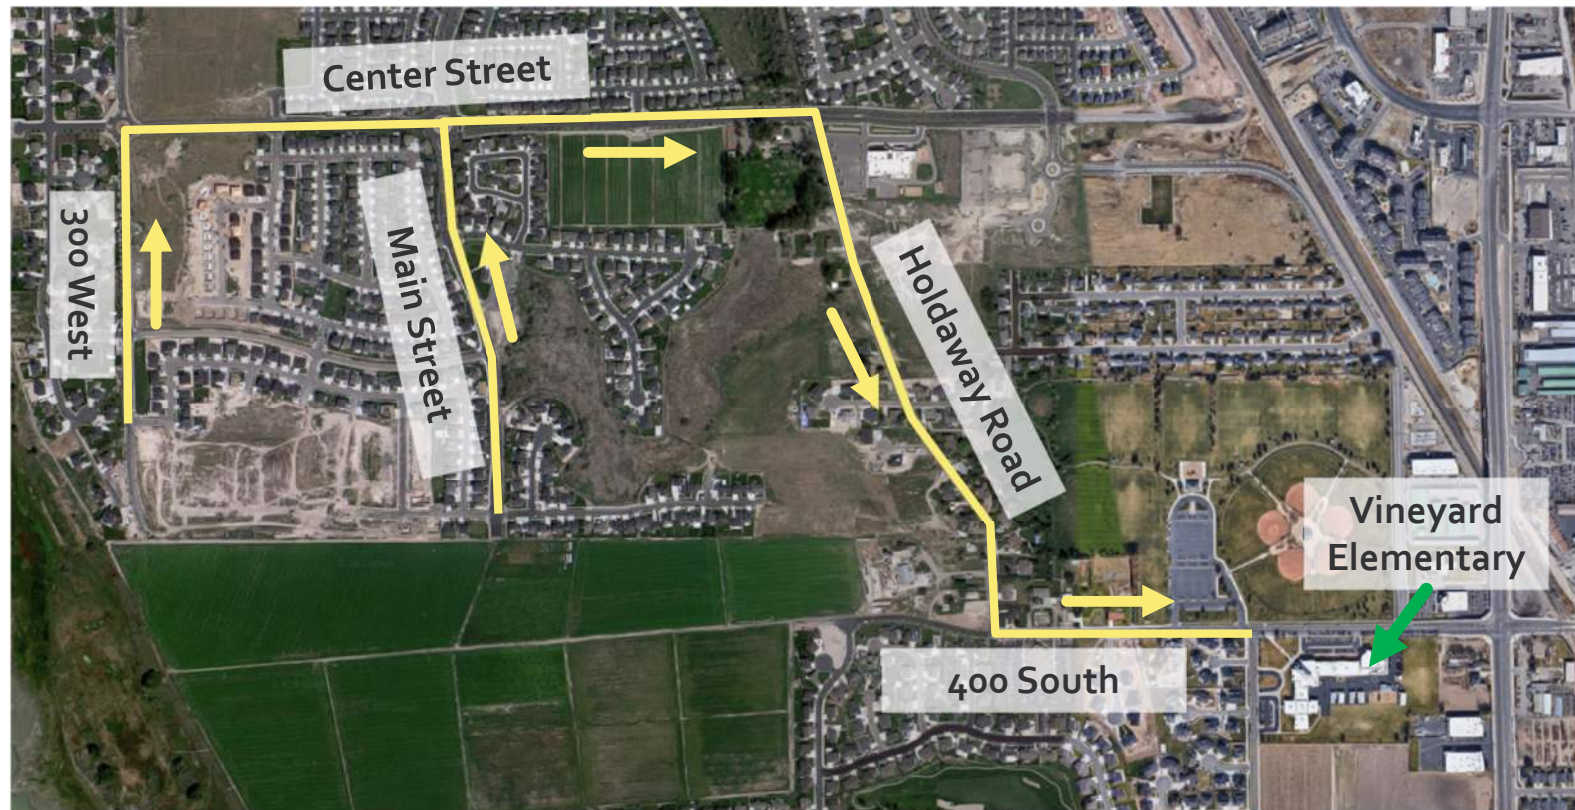 Center Street
300 West
Main Street
Holdaway Road
Vineyard
Elementary
400 South